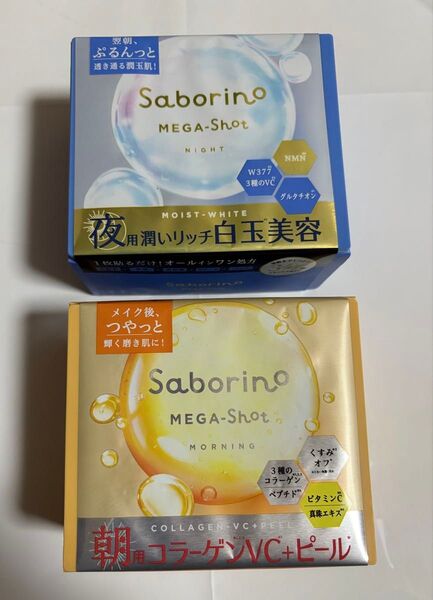 翌朝、
ぷるんっと
透き通る潤玉肌!
Saborino
MEGA-Shot
NIGHT
NMN
W377
3種のVC
グルタチオン
MOIST-WHITE
夜用潤いリッチ白玉美容
1枚貼るだけ!オールインワン処方
Saborino
メイク後、
つやっと
輝く磨き肌に!
Saborino
MEGA-Shot
MORNING
くすみ
オフ
3種の
コラーゲン
ペプチド
ビタミンC
真珠エキス
COLLAGEN-VC+PEEL
朝用コラーゲンVC+ピール